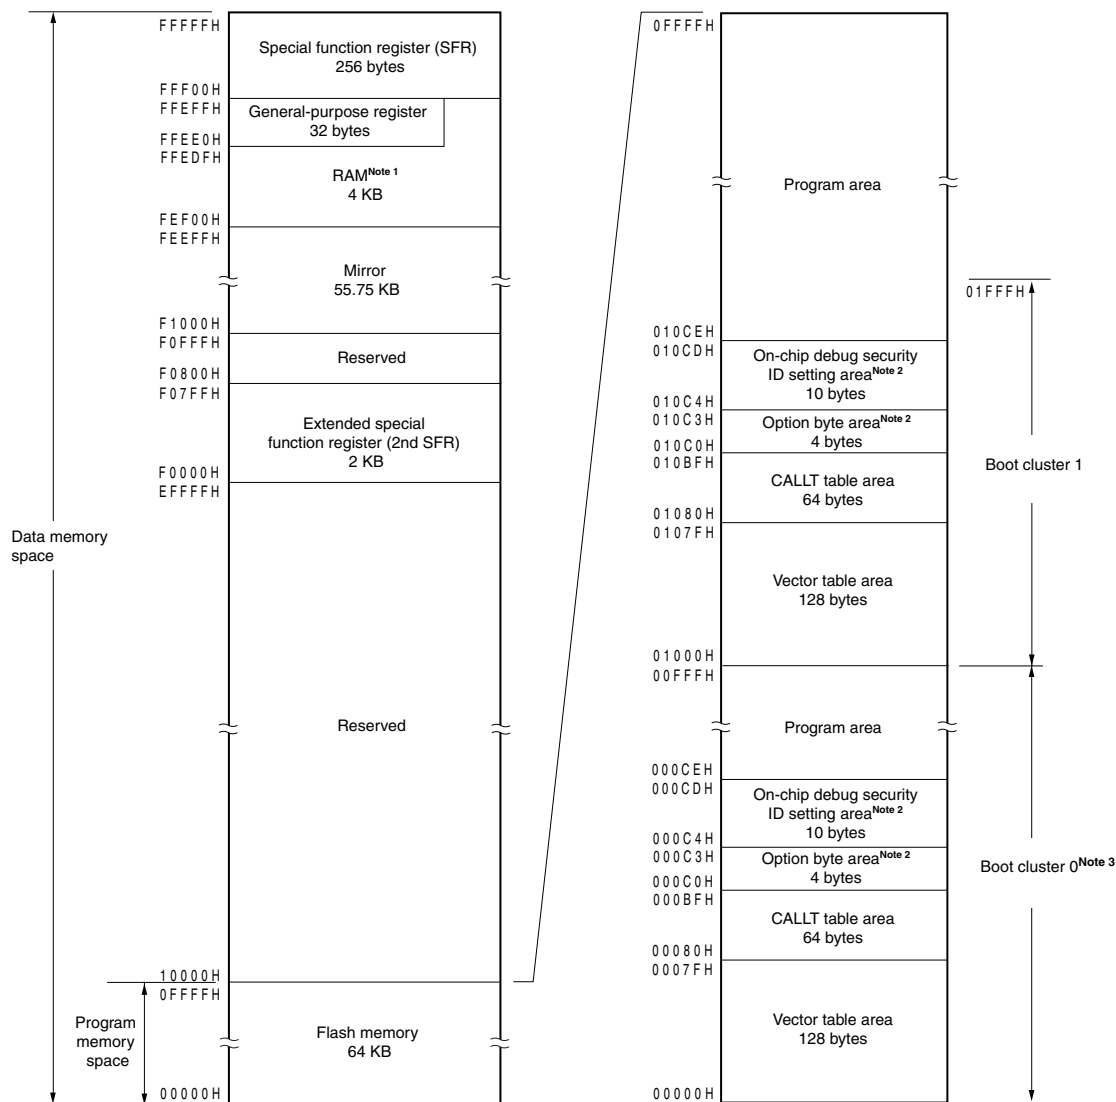 FFFFFH
Special function register (SFR)
256 bytes
FFF00H
FFEFFH
General-purpose register
32 bytes
FFEE0H
FFEDFH
RAMNote 1
4 KB
FEF00H
FEEFFH
Mirror
55.75 KB
F1000H
F0FFFH
Reserved
F0800H
F07FFH
Extended special
function register (2nd SFR)
2 KB
F0000H
EFFFFH
Data memory
space
Reserved
10000H
0FFFFH
Program
memory
space
Flash memory
64 KB
00000H
0FFFFH
Program area
01FFFH
010CEH
010CDH
On-chip debug security
ID setting areaNote 2
10 bytes
010C4H
010C3H
Option byte areaNote 2
4 bytes
010C0H
010BFH
Boot cluster 1
CALLT table area
64 bytes
01080H
0107FH
Vector table area
128 bytes
01000H
00FFFH
Program area
000CEH
000CDH
On-chip debug security
ID setting areaNote 2
10 bytes
000C4H
000C3H
Option byte areaNote 2
4 bytes
Boot cluster 0Note 3
000C0H
000BFH
CALLT table area
64 bytes
00080H
0007FH
Vector table area
128 bytes
00000H